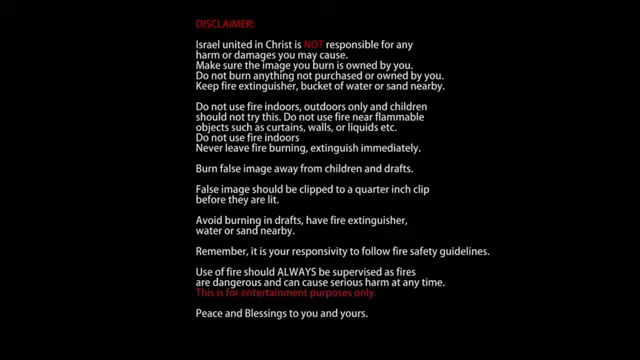 DISCLAiMER:
Israel united in Christ is NOT responsible for any
harm or damages you may cause.
Make sure the image you burn is owned by you.
Do not burn anything not purchased or owned by you.
Keep fire extinguisher, bucket of water or sand nearby.
Do not use fire indoors, outdoors only and children
should not try this. Do not use fire near flammable
objects such as curtains, walls, or liquids etc.
Do not use fire indoors
Never leave fire burning, extinguish immediately.
Burn false image away from children and drafts.
False image should be clipped to a quarter inch clip
before they are lit.
Avoid burning in drafts, have fire extinguisher,
water or sand nearby.
Remember, it is your responsivity to follow fire safety guidelines.
Use of fire should ALWAYS be supervised as fires
are dangerous and can cause serious harm at any time.
This is for entertainment purposes only.
Peace and Blessings to you and yours.